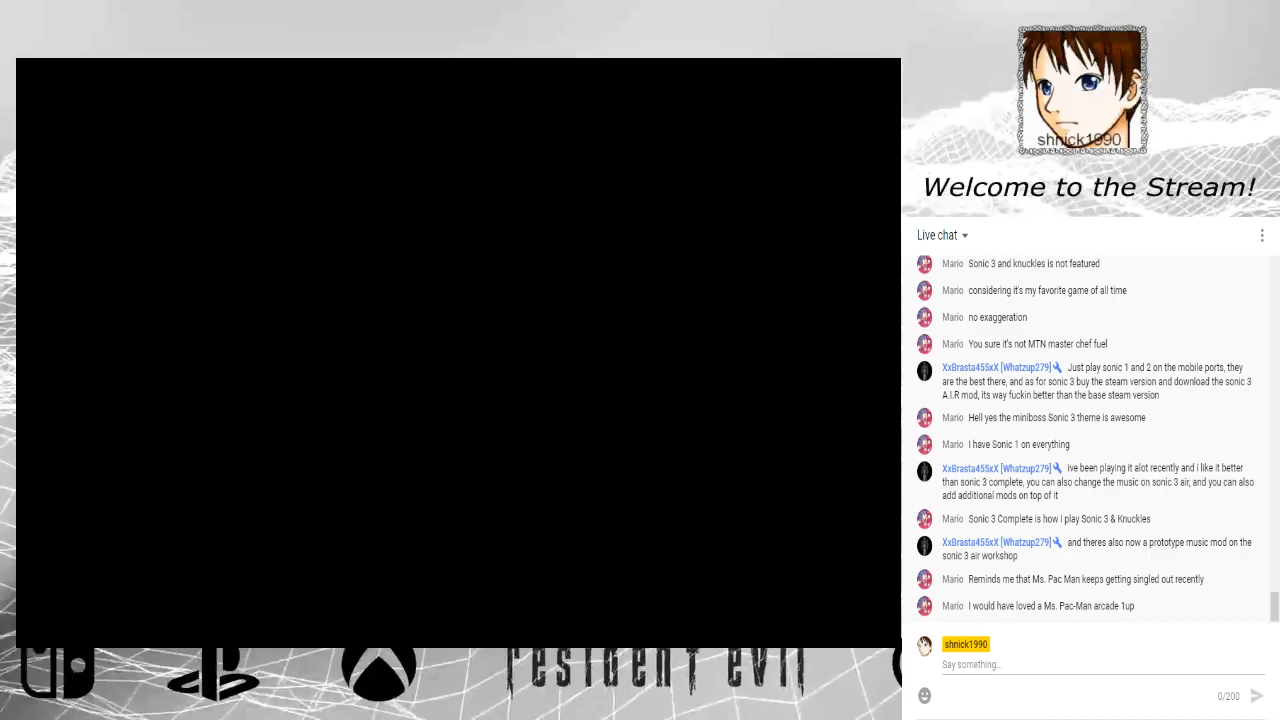 shnick1990
Welcome to the Stream!
Live chat
Mario Sonic 3 and knuckles is not featured
Mario considering it's my favorite game of all time
Mario no exaggeration
Mario You sure it's not MTN master chef fuel
XxBrasta455xX [Whatzup279] Just play sonic 1 and 2 on the mobile ports, they
are the best there, and as for sonic 3 buy the steam version and download the sonic 3
A.I.R mod, its way fuckin better than the base steam version
Mario Hell yes the miniboss Sonic 3 theme is awesome
Mario I have Sonic 1 on everything
XxBrasta455xX [Whatzup279] ive been playing it alot recently and i like it better
than sonic 3 complete, you can also change the music on sonic 3 air, and you can also
add additional mods on top of it
Mario Sonic 3 Complete is how I play Sonic 3 & Knuckles
XxBrasta455xX [Whatzup279] and theres also now a prototype music mod on the
sonic 3 air workshop
Mario Reminds me that Ms. Pac Man keeps getting singled out recently
Mario I would have loved a Ms. Pac-Man arcade 1up
shnick1990
Say something...
0/200
resident evil